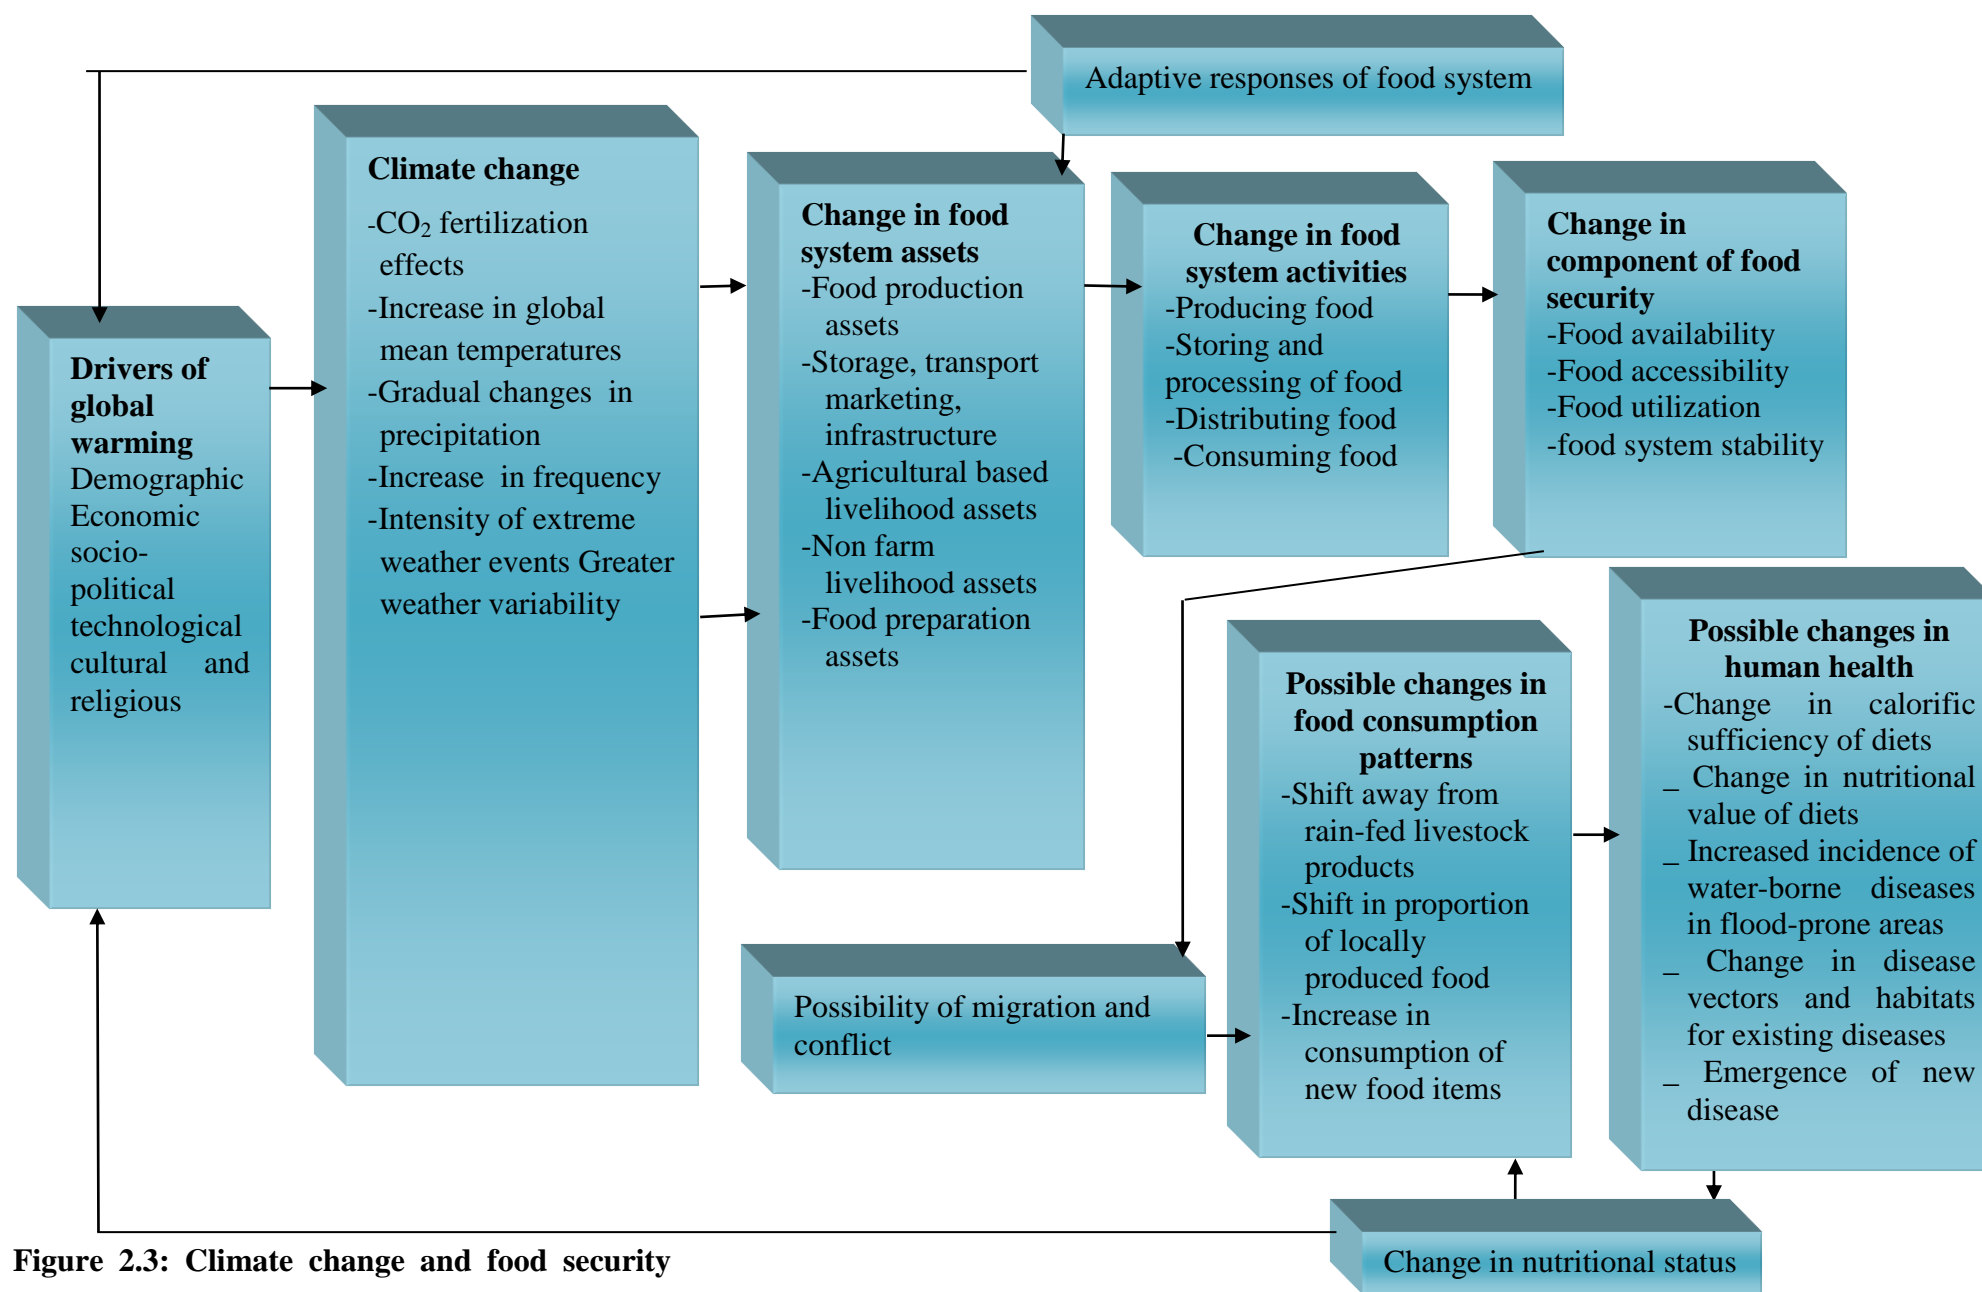 Adaptive responses of food system
Climate change
-CO₂ fertilization
effects
-Increase in global
mean temperatures
-Gradual changes in
precipitation
-Increase in frequency
-Intensity of extreme
weather events Greater
weather variability
Change in food
system assets
-Food production
assets
-Storage, transport
marketing,
infrastructure
-Agricultural based
livelihood assets
-Non farm
livelihood assets
-Food preparation
assets
Change in food
system activities
-Producing food
-Storing and
processing of food
-Distributing food
-Consuming food
Change in
component of food
security
-Food availability
-Food accessibility
-Food utilization
-food system stability
Drivers of
global
warming
Demographic
Economic
socio-
political
technological
cultural and
religious
Possible changes in
food consumption
patterns
-Shift away from
rain-fed livestock
products
-Shift in proportion
of locally
produced food
-Increase in
consumption of
new food items
Possible changes in
human health
-Change in calorific
sufficiency of diets
_ Change in nutritional
value of diets
_ Increased incidence of
water-borne diseases
in flood-prone areas
_ Change in disease
vectors and habitats
for existing diseases
_ Emergence of new
disease
Possibility of migration and
conflict
Change in nutritional status
Figure 2.3: Climate change and food security